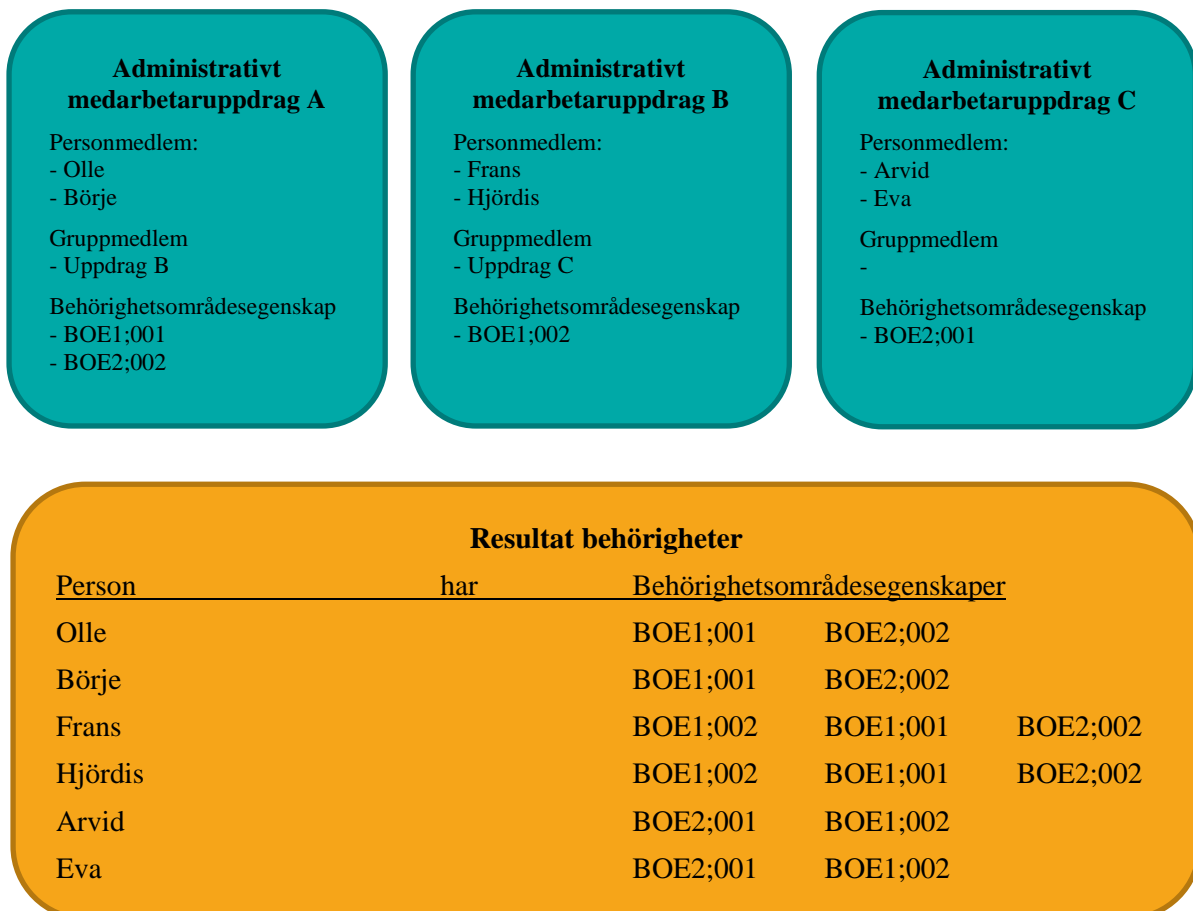 Administrativt
medarbetaruppdrag A
Personmedlem:
- Olle
- Börje
Gruppmedlem
- Uppdrag B
Behörighetsområdesegenskap
- BOE1;001
- BOE2;002
Administrativt
medarbetaruppdrag B
Personmedlem:
- Frans
- Hjördis
Gruppmedlem
- Uppdrag C
Behörighetsområdesegenskap
- BOE1;002
Administrativt
medarbetaruppdrag C
Personmedlem:
- Arvid
- Eva
Gruppmedlem
-
Behörighetsområdesegenskap
- BOE2;001
Resultat behörigheter
Person har Behörighetsområdesegenskaper
Olle BOE1;001 BOE2;002
Börje BOE1;001 BOE2;002
Frans BOE1;002 BOE1;001 BOE2;002
Hjördis BOE1;002 BOE1;001 BOE2;002
Arvid BOE2;001 BOE1;002
Eva BOE2;001 BOE1;002